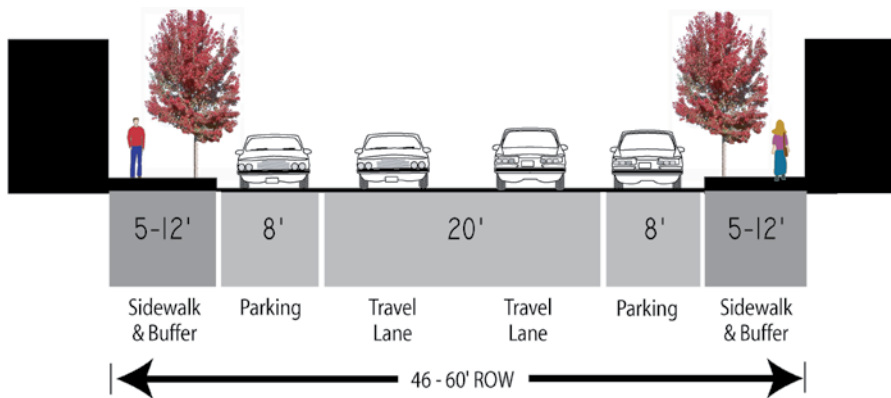 5-12'
8'
20'
8'
5-12'
Sidewalk
& Buffer
Parking
Travel
Lane
Travel
Lane
Parking
Sidewalk
& Buffer
46 - 60' ROW